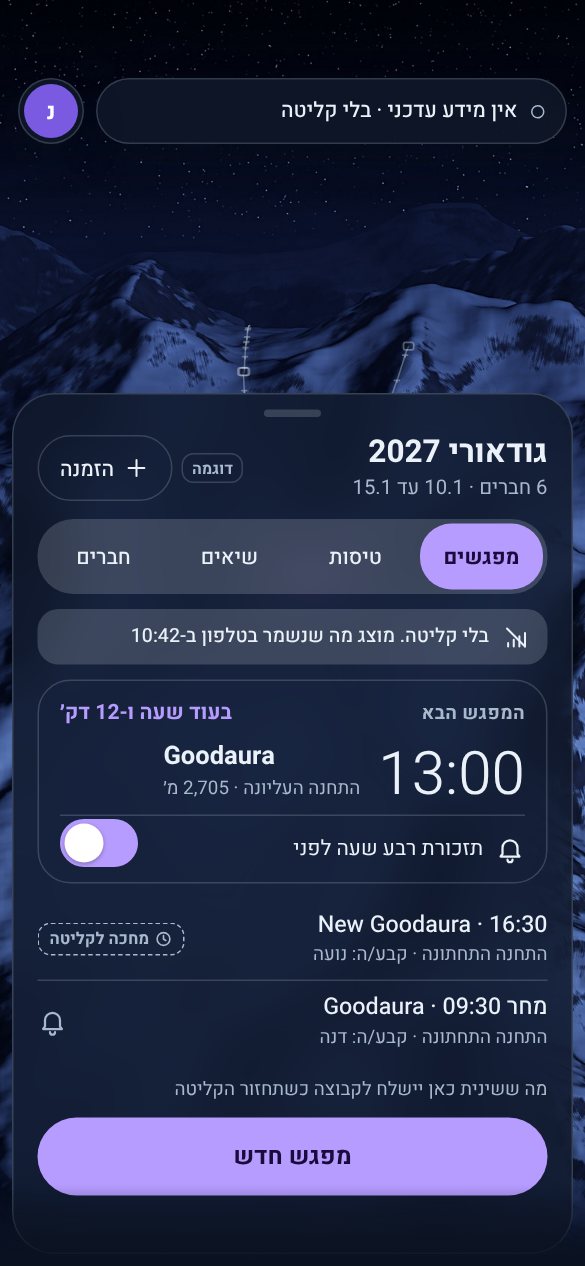 אין מידע עדכני · בלי קליטה
נ
גודאורי 2027
6 חברים · 10.1 עד 15.1
דוגמה
הזמנה
מפגשים
טיסות
שיאים
חברים
בלי קליטה. מוצג מה שנשמר בטלפון ב-10:42
המפגש הבא
בעוד שעה ו-12 דק׳
13:00
Goodaura
התחנה העליונה · 2,705 מ׳
תזכורת רבע שעה לפני
16:30 · New Goodaura
התחנה התחתונה · קבע/ה: נועה
מחכה לקליטה
מחר 09:30 · Goodaura
התחנה התחתונה · קבע/ה: דנה
מה ששינית כאן יישלח לקבוצה כשתחזור הקליטה
מפגש חדש